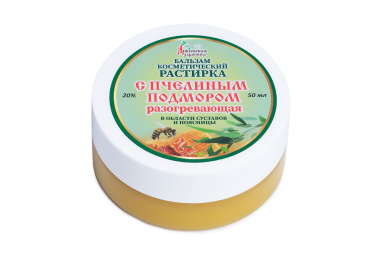 БАЛЬЗАМ
КОСМЕТИЧЕСКИЙ
РАСТИРКА
20%
С ПЧЕЛИНЫМ
50 мл
ПОДМОРОМ
разогревающая
В ОБЛАСТИ СУСТАВОВ
И ПОЯСНИЦЫ